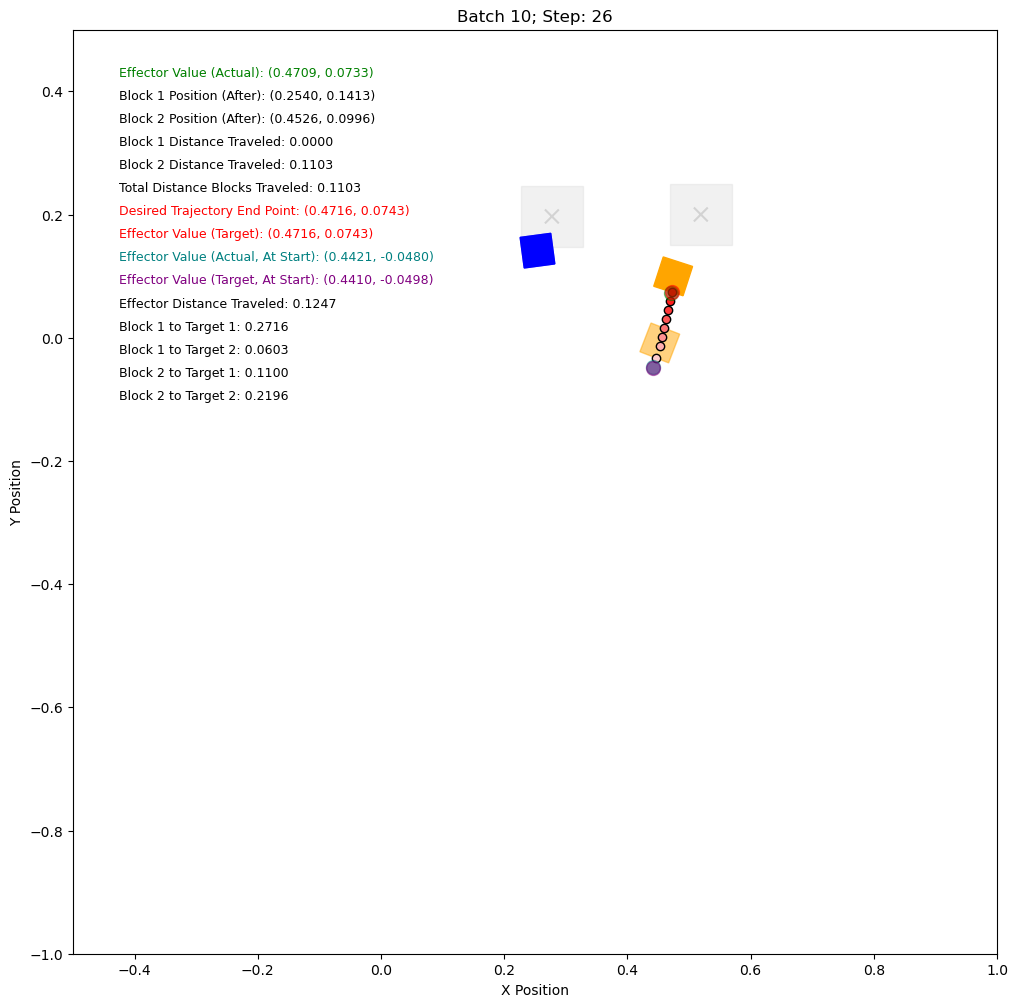 Batch 10; Step: 26
Effector Value (Actual): (0.4709, 0.0733)
Block 1 Position (After): (0.2540, 0.1413)
Block 2 Position (After): (0.4526, 0.0996)
Block 1 Distance Traveled: 0.0000
Block 2 Distance Traveled: 0.1103
Total Distance Blocks Traveled: 0.1103
Desired Trajectory End Point: (0.4716, 0.0743)
Effector Value (Target): (0.4716, 0.0743)
Effector Value (Actual, At Start): (0.4421, -0.0480)
Effector Value (Target, At Start): (0.4410, -0.0498)
Effector Distance Traveled: 0.1247
Block 1 to Target 1: 0.2716
Block 1 to Target 2: 0.0603
Block 2 to Target 1: 0.1100
Block 2 to Target 2: 0.2196
Y Position
0.4
0.2
0.0
−0.2
−0.4
−0.6
−0.8
−1.0
−0.4
−0.2
0.0
0.2
0.4
0.6
0.8
1.0
X Position